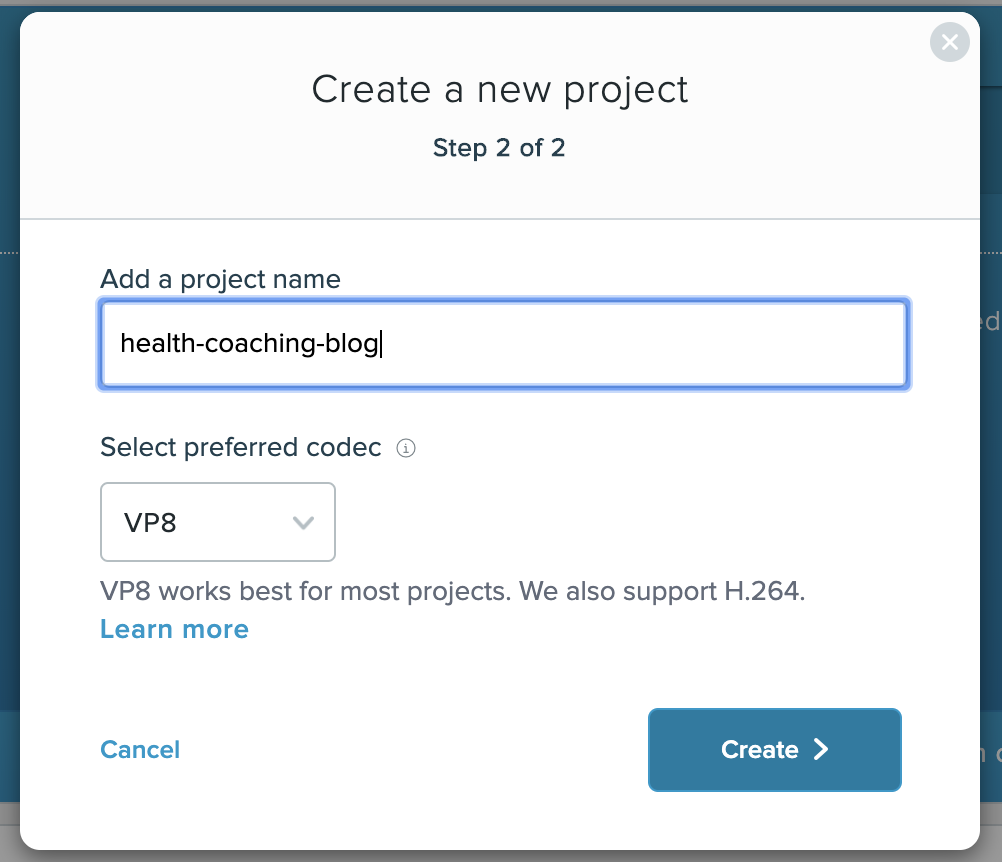 Create a new project
Step 2 of 2
Add a project name
health-coaching-blog
Select preferred codec
VP8
VP8 works best for most projects. We also support H.264.
Learn more
Cancel
Create